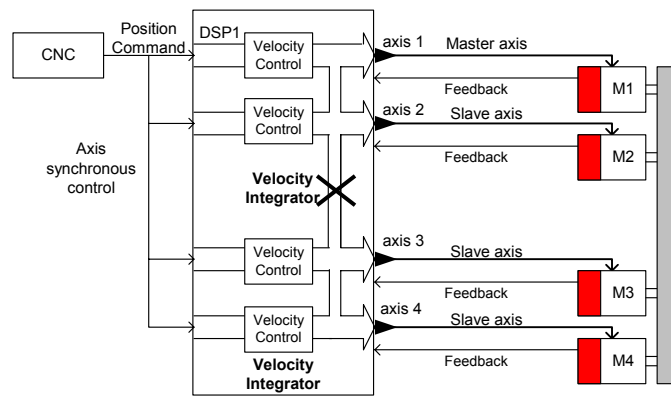 CNC
Position
Command
Axis
synchronous
control
DSP1
Velocity
Control
axis 1
Master axis
Feedback
M1
Velocity
Control
axis 2
Slave axis
Feedback
M2
Velocity
Integrator
Velocity
Control
axis 3
Slave axis
Feedback
M3
Velocity
Control
axis 4
Slave axis
Feedback
M4
Velocity
Integrator